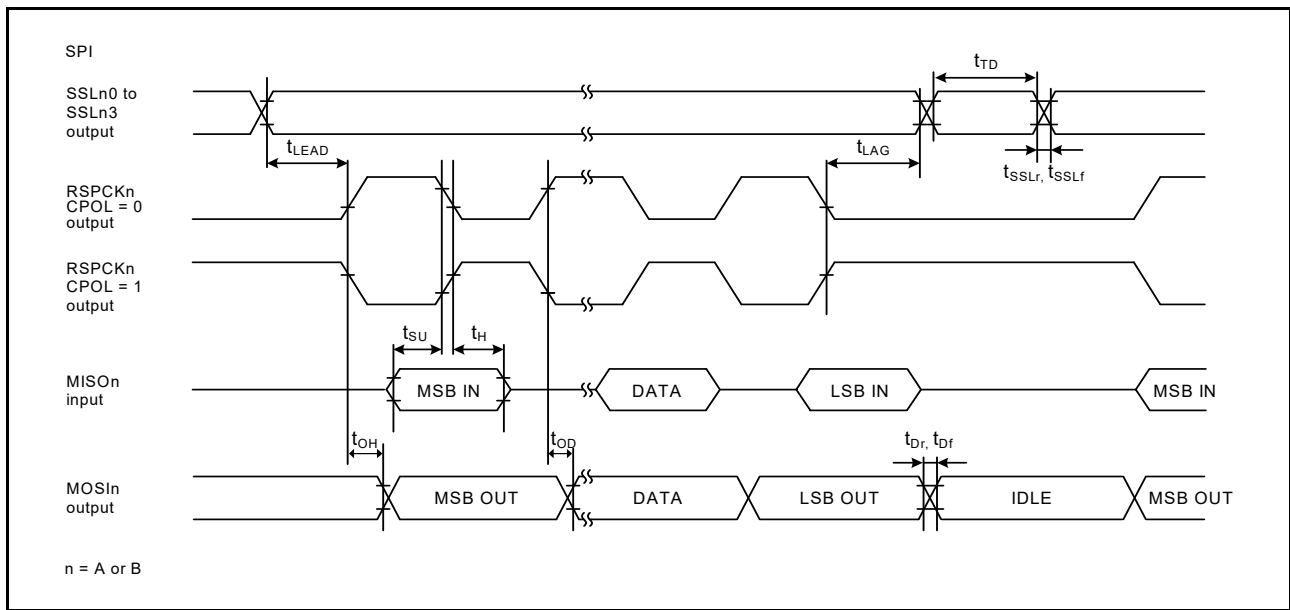 SPI
SSLn0 to
SSLn3
output
tTD
tLEAD
tLAG
tSSLr, tSSLf
RSPCKn
CPOL = 0
output
RSPCKn
CPOL = 1
output
tSU
tH
MISOn
input
MSB IN
DATA
LSB IN
MSB IN
tOH
tOD
tDr, tDf
MOSIn
output
MSB OUT
DATA
LSB OUT
IDLE
MSB OUT
n = A or B